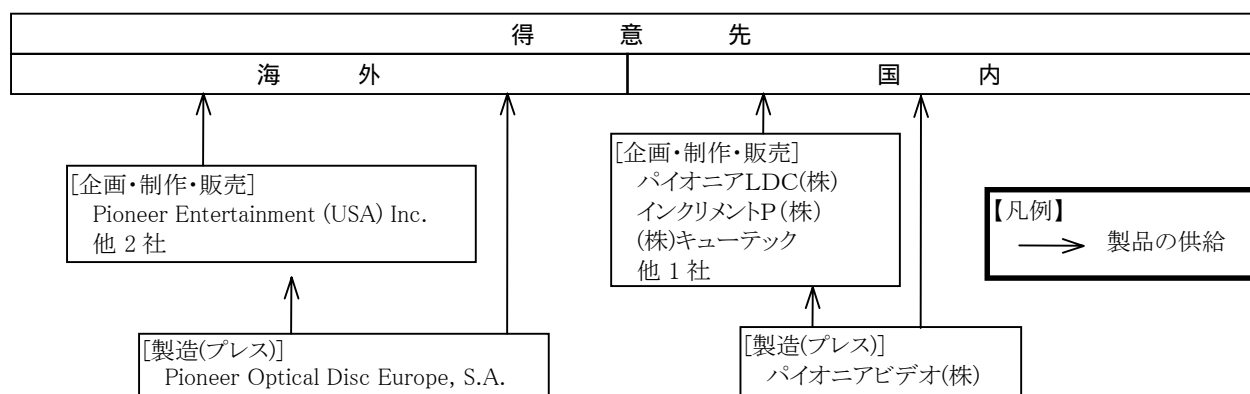 得意先
海外
国内
[企画・制作・販売]
Pioneer Entertainment (USA) Inc.
他 2 社
[企画・制作・販売]
パイオニアLDC(株)
インクリメントP(株)
(株)キューテック
他 1 社
【凡例】
製品の供給
[製造(プレス)]
Pioneer Optical Disc Europe, S.A.
[製造(プレス)]
パイオニアビデオ(株)